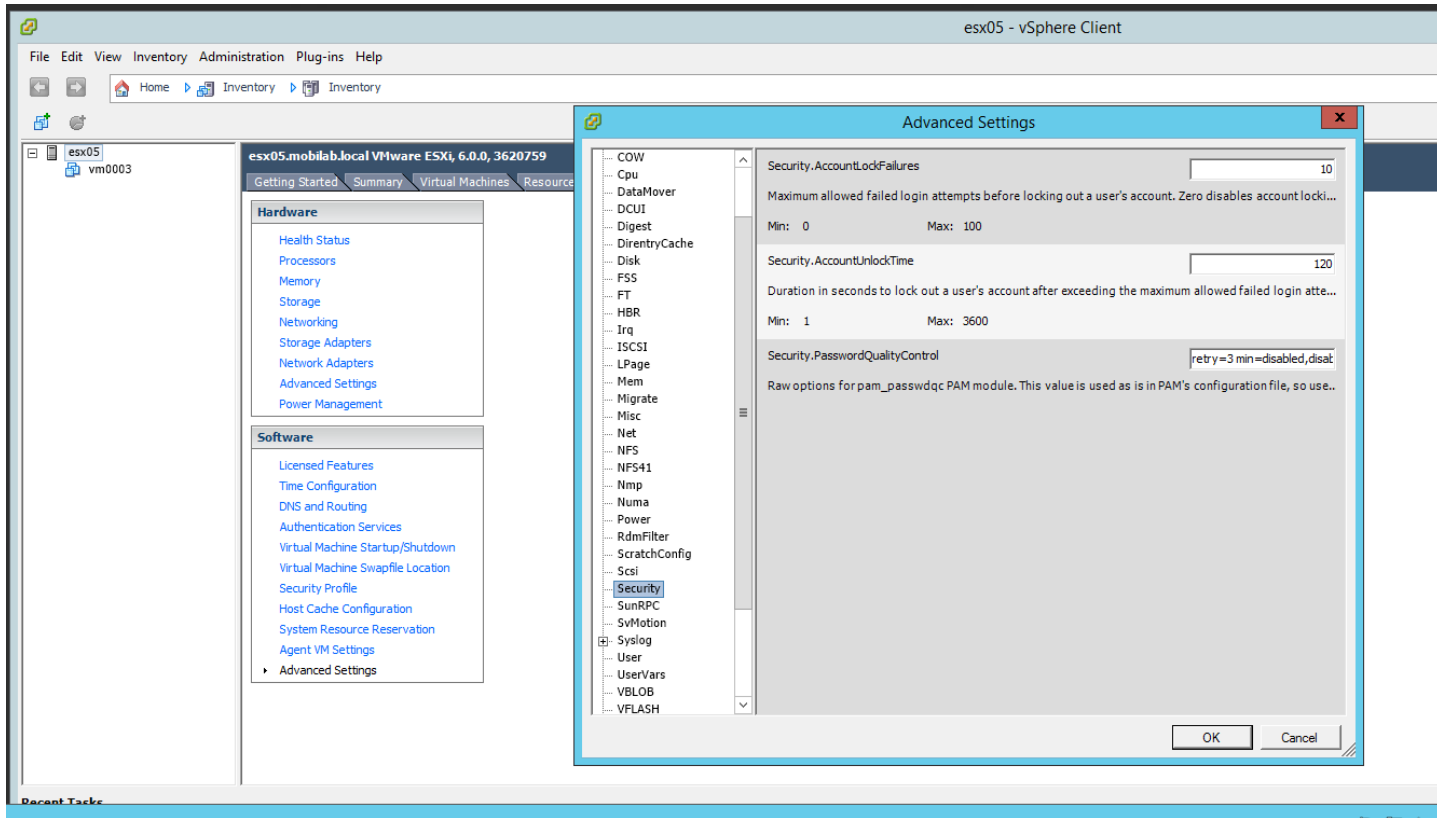 esx05 - vSphere Client
File Edit View Inventory Administration Plug-ins Help
Home Inventory Inventory
esx05
vm0003
esx05.mobilab.local VMware ESXi, 6.0.0, 3620759
Getting Started Summary Virtual Machines Resource
Hardware
Health Status
Processors
Memory
Storage
Networking
Storage Adapters
Network Adapters
Advanced Settings
Power Management
Software
Licensed Features
Time Configuration
DNS and Routing
Authentication Services
Virtual Machine Startup/Shutdown
Virtual Machine Swapfile Location
Security Profile
Host Cache Configuration
System Resource Reservation
Agent VM Settings
Advanced Settings
Advanced Settings
x
COW
Cpu
DataMover
DCUI
Digest
DirentryCache
Disk
FSS
FT
HBR
Irq
ISCSI
LPage
Mem
Migrate
Misc
Net
NFS
NFS41
Nmp
Numa
Power
RdmFilter
ScratchConfig
Scsi
Security
SunRPC
SvMotion
Syslog
User
UserVars
VBLOB
VFLASH
Security.AccountLockFailures 10
Maximum allowed failed login attempts before locking out a user's account. Zero disables account locki...
Min: 0 Max: 100
Security.AccountUnlockTime 120
Duration in seconds to lock out a user's account after exceeding the maximum allowed failed login atte...
Min: 1 Max: 3600
Security.PasswordQualityControl retry=3 min=disabled,disab
Raw options for pam_passwdqc PAM module. This value is used as is in PAM's configuration file, so use..
OK Cancel
Recent Tasks